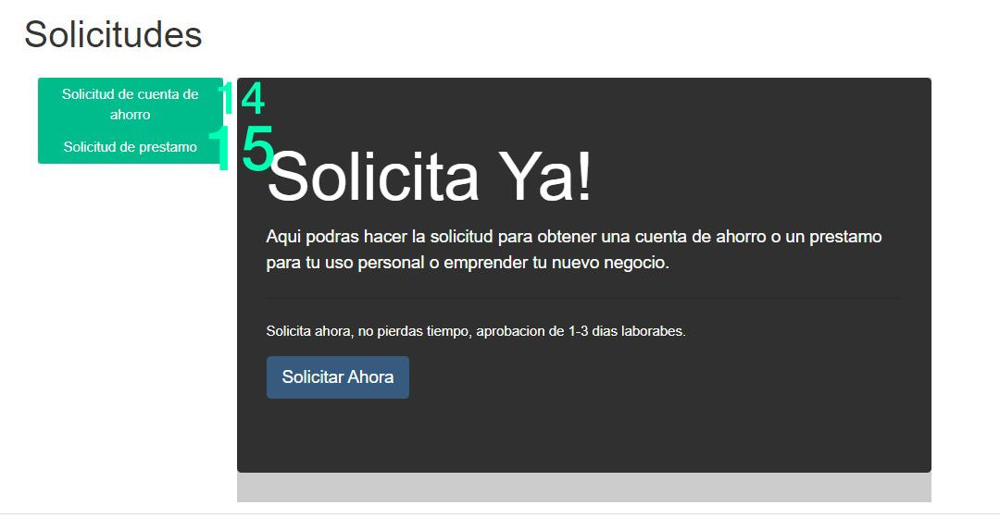 Solicitudes
Solicitud de cuenta de
ahorro
14
Solicitud de prestamo
15
Solicita Ya!
Aqui podras hacer la solicitud para obtener una cuenta de ahorro o un prestamo
para tu uso personal o emprender tu nuevo negocio.
Solicita ahora, no pierdas tiempo, aprobacion de 1-3 dias laborabes.
Solicitar Ahora